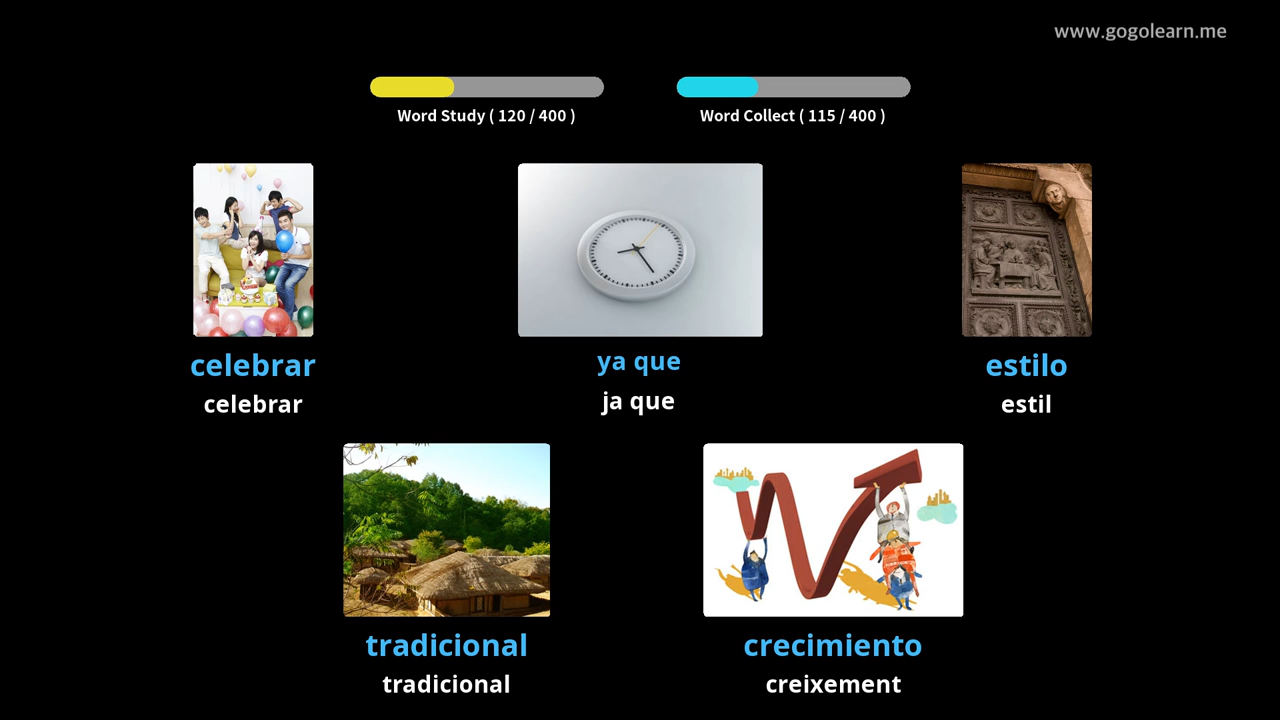 www.gogolearn.me
Word Study ( 120 / 400 )
Word Collect ( 115 / 400 )
celebrar
celebrar
ya que
ja que
estilo
estil
tradicional
tradicional
crecimiento
creixement